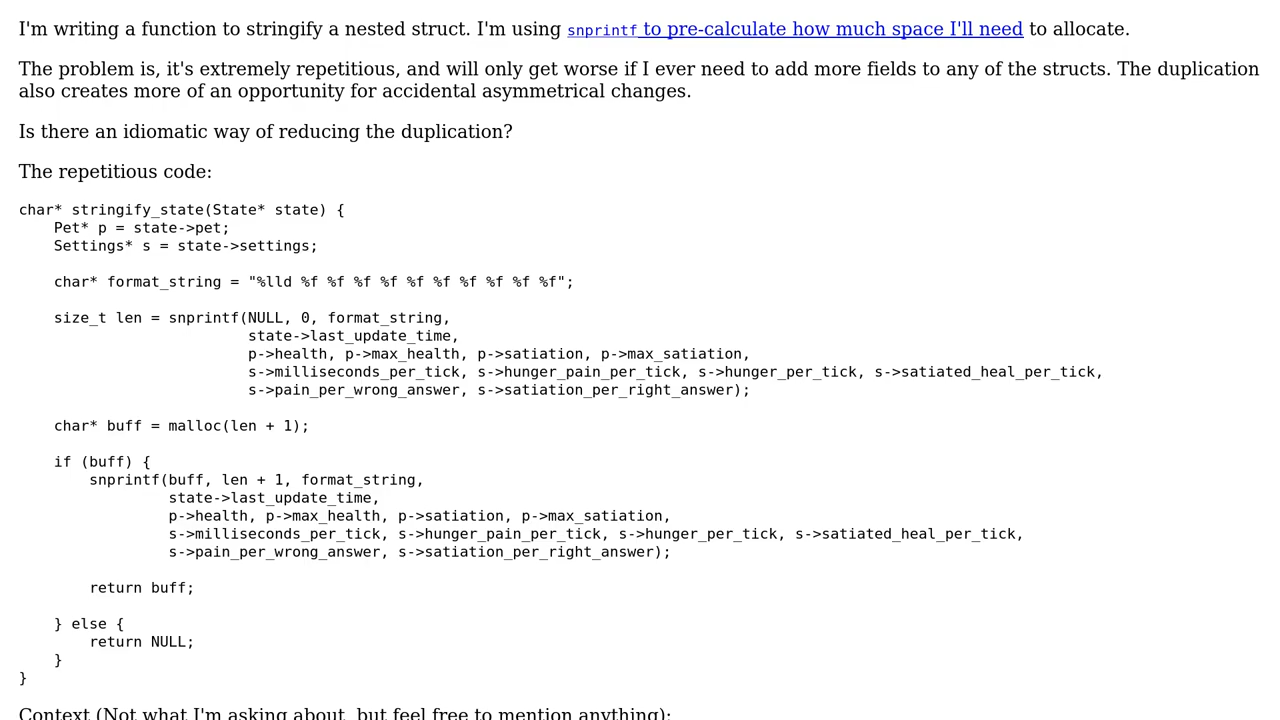 I'm writing a function to stringify a nested struct. I'm using snprintf to pre-calculate how much space I'll need to allocate.
The problem is, it's extremely repetitious, and will only get worse if I ever need to add more fields to any of the structs. The duplication
also creates more of an opportunity for accidental asymmetrical changes.
Is there an idiomatic way of reducing the duplication?
The repetitious code:
char* stringify_state(State* state) {
    Pet* p = state->pet;
    Settings* s = state->settings;
    char* format_string = "%lld %f %f %f %f %f %f %f %f %f %f";
    size_t len = snprintf(NULL, 0, format_string,
                          state->last_update_time,
                          p->health, p->max_health, p->satiation, p->max_satiation,
                          s->milliseconds_per_tick, s->hunger_pain_per_tick, s->hunger_per_tick, s->satiated_heal_per_tick,
                          s->pain_per_wrong_answer, s->satiation_per_right_answer);
    char* buff = malloc(len + 1);
    if (buff) {
        snprintf(buff, len + 1, format_string,
                 state->last_update_time,
                 p->health, p->max_health, p->satiation, p->max_satiation,
                 s->milliseconds_per_tick, s->hunger_pain_per_tick, s->hunger_per_tick, s->satiated_heal_per_tick,
                 s->pain_per_wrong_answer, s->satiation_per_right_answer);
        return buff;
    } else {
        return NULL;
    }
}
Context (Not what I'm asking about, but feel free to mention anything):